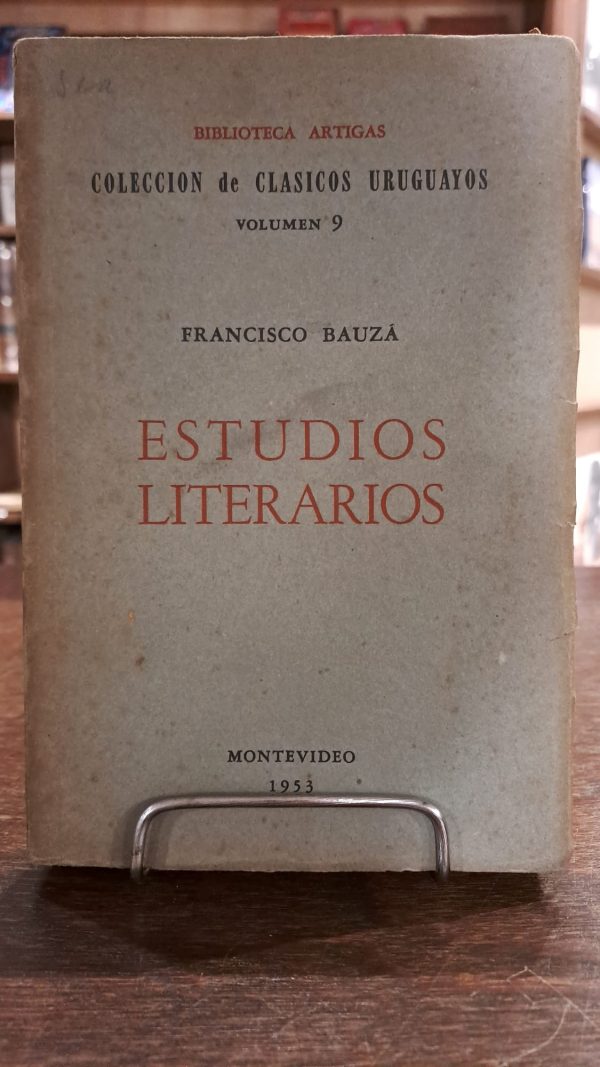 BIBLIOTECA ARTIGAS
COLECCION de CLASICOS URUGUAYOS
VOLUMEN 9
FRANCISCO BAUZÁ
ESTUDIOS
LITERARIOS
MONTEVIDEO
1953